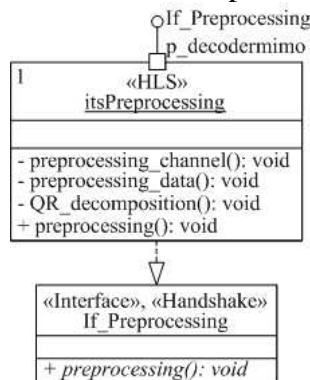 If_Preprocessing
p_decodermimo
1
«HLS»
itsPreprocessing
- preprocessing_channel(): void
- preprocessing_data(): void
- QR_decomposition(): void
+ preprocessing(): void
«Interface», «Handshake»
If_Preprocessing
+ preprocessing(): void